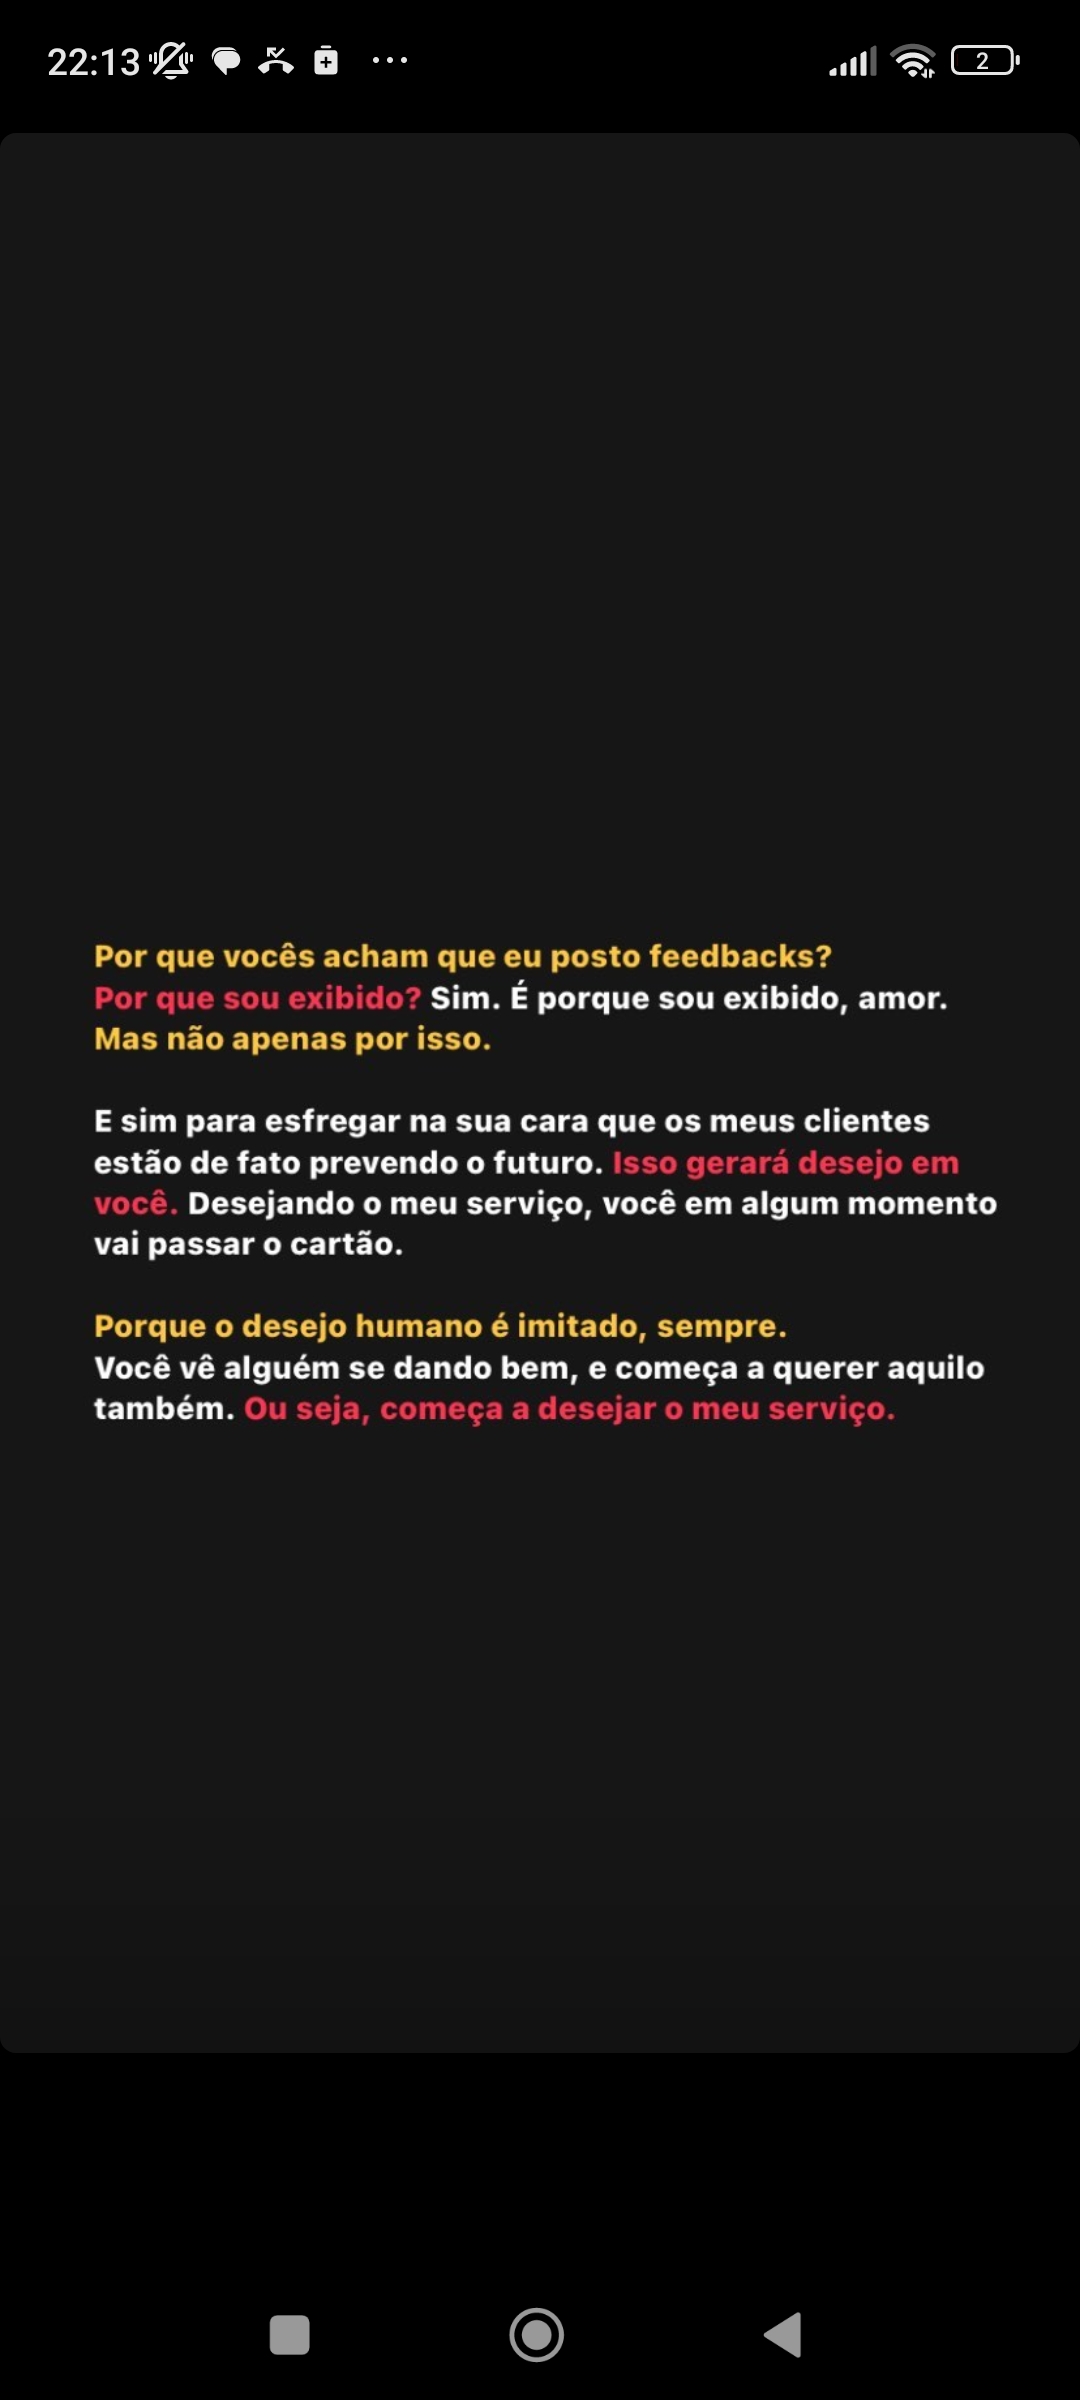 22:13
2
Por que vocês acham que eu posto feedbacks?
Por que sou exibido? Sim. É porque sou exibido, amor.
Mas não apenas por isso.
E sim para esfregar na sua cara que os meus clientes
estão de fato prevendo o futuro. Isso gerará desejo em
você. Desejando o meu serviço, você em algum momento
vai passar o cartão.
Porque o desejo humano é imitado, sempre.
Você vê alguém se dando bem, e começa a querer aquilo
também. Ou seja, começa a desejar o meu serviço.